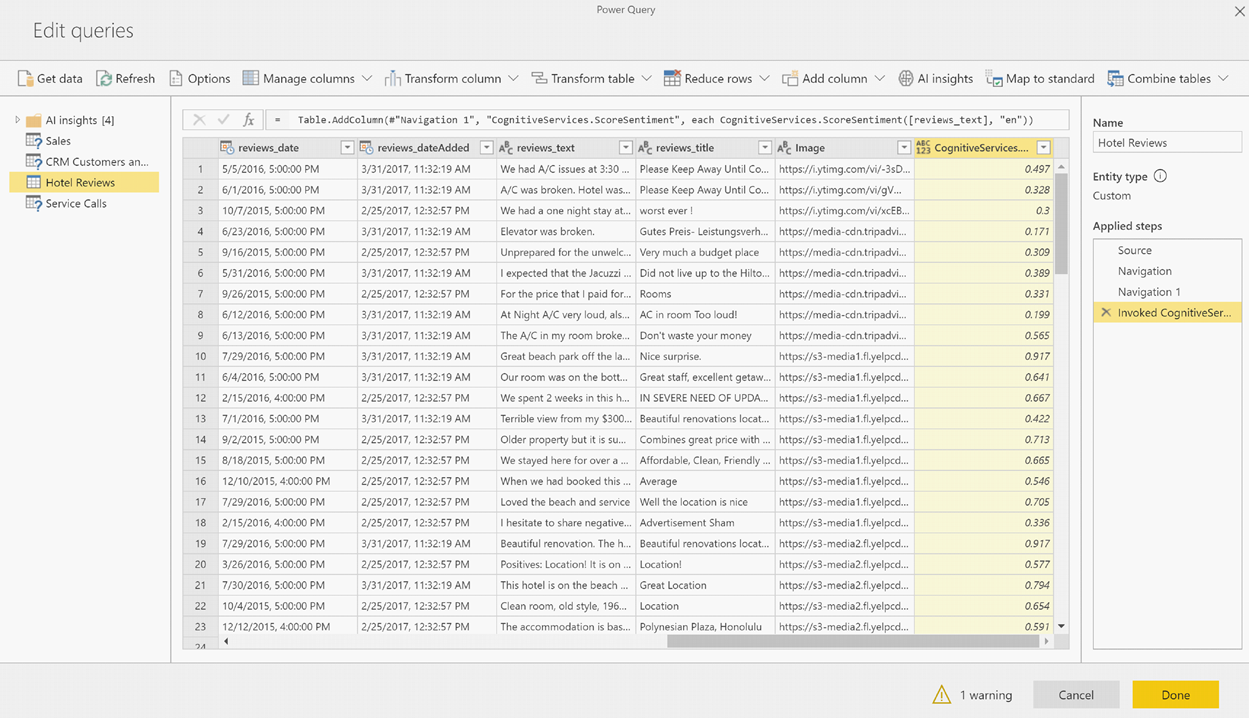 Power Query
Edit queries
Get data Refresh Options Manage columns Transform column Transform table Reduce rows Add column AI insights Map to standard Combine tables
AI insights [4]
Sales
CRM Customers an...
Hotel Reviews
Service Calls
fx = Table.AddColumn(#"Navigation 1", "CognitiveServices.ScoreSentiment", each CognitiveServices.ScoreSentiment([reviews_text], "en"))
reviews_date reviews_dateAdded reviews_text reviews_title Image CognitiveServices....
1 5/5/2016, 5:00:00 PM 3/31/2017, 11:32:19 AM We had A/C issues at 3:30 ... Please Keep Away Until Co... https://i.ytimg.com/vi/-3sD... 0.497
2 6/1/2016, 5:00:00 PM 3/31/2017, 11:32:19 AM A/C was broken. Hotel was... Please Keep Away Until Co... https://i.ytimg.com/vi/gV... 0.328
3 10/7/2015, 5:00:00 PM 2/25/2017, 12:32:57 PM We had a one night stay at... worst ever ! https://i.ytimg.com/vi/xcEB... 0.3
4 6/23/2016, 5:00:00 PM 3/31/2017, 11:32:19 AM Elevator was broken. Gutes Preis- Leistungsverh... https://media-cdn.tripadvi... 0.171
5 9/16/2015, 5:00:00 PM 2/25/2017, 12:32:57 PM Unprepared for the unwelc... Very much a budget place https://media-cdn.tripadvi... 0.309
6 5/31/2016, 5:00:00 PM 3/31/2017, 11:32:19 AM I expected that the Jacuzzi ... Did not live up to the Hilto... https://media-cdn.tripadvi... 0.389
7 9/26/2015, 5:00:00 PM 2/25/2017, 12:32:57 PM For the price that I paid for... Rooms https://media-cdn.tripadvi... 0.331
8 6/12/2016, 5:00:00 PM 3/31/2017, 11:32:19 AM At Night A/C very loud, als... AC in room Too loud! https://media-cdn.tripadvi... 0.199
9 6/13/2016, 5:00:00 PM 3/31/2017, 11:32:19 AM The A/C in my room broke... Don't waste your money https://media-cdn.tripadvi... 0.565
10 7/29/2016, 5:00:00 PM 3/31/2017, 11:32:19 AM Great beach park off the la... Nice surprise. https://s3-media1.fl.yelpcd... 0.917
11 6/4/2016, 5:00:00 PM 3/31/2017, 11:32:19 AM Our room was on the bott... Great staff, excellent getaw... https://s3-media1.fl.yelpcd... 0.641
12 2/15/2016, 4:00:00 PM 2/25/2017, 12:32:57 PM We spent 2 weeks in this h... IN SEVERE NEED OF UPDA... https://s3-media1.fl.yelpcd... 0.667
13 7/1/2016, 5:00:00 PM 3/31/2017, 11:32:19 AM Terrible view from my $300... Beautiful renovations locat... https://s3-media1.fl.yelpcd... 0.422
14 9/2/2015, 5:00:00 PM 2/25/2017, 12:32:57 PM Older property but it is su... Combines great price with ... https://s3-media1.fl.yelpcd... 0.713
15 8/18/2015, 5:00:00 PM 2/25/2017, 12:32:57 PM We stayed here for over a ... Affordable, Clean, Friendly ... https://s3-media1.fl.yelpcd... 0.665
16 12/10/2015, 4:00:00 PM 2/25/2017, 12:32:57 PM When we had booked this ... Average https://s3-media1.fl.yelpcd... 0.546
17 7/29/2016, 5:00:00 PM 2/25/2017, 12:32:57 PM Loved the beach and service Well the location is nice https://s3-media1.fl.yelpcd... 0.705
18 2/15/2016, 4:00:00 PM 2/25/2017, 12:32:57 PM I hesitate to share negative... Advertisement Sham https://s3-media1.fl.yelpcd... 0.336
19 7/29/2016, 5:00:00 PM 3/31/2017, 11:32:19 AM Beautiful renovation. The h... Beautiful renovations locat... https://s3-media2.fl.yelpcd... 0.917
20 3/26/2016, 5:00:00 PM 2/25/2017, 12:32:57 PM Positives: Location! It is on ... Location! https://s3-media2.fl.yelpcd... 0.577
21 7/30/2016, 5:00:00 PM 3/31/2017, 11:32:19 AM This hotel is on the beach ... Great Location https://s3-media2.fl.yelpcd... 0.794
22 10/4/2015, 5:00:00 PM 2/25/2017, 12:32:57 PM Clean room, old style, 196... Location https://s3-media2.fl.yelpcd... 0.654
23 12/12/2015, 4:00:00 PM 2/25/2017, 12:32:57 PM The accommodation is bas... Polynesian Plaza, Honolulu https://s3-media2.fl.yelpcd... 0.591
24
Name
Hotel Reviews
Entity type
Custom
Applied steps
Source
Navigation
Navigation 1
Invoked CognitiveSer...
1 warning Cancel Done